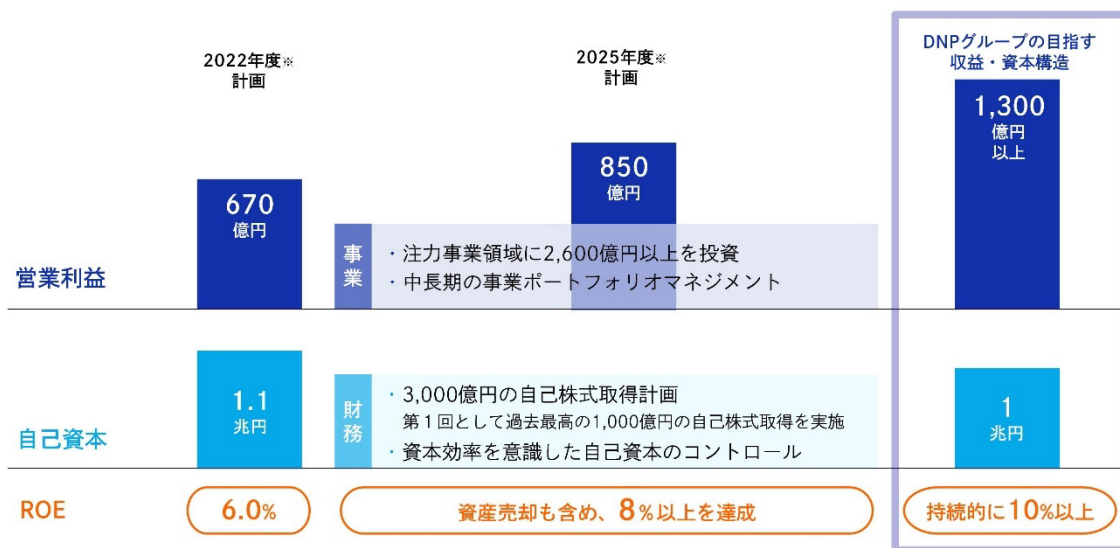 2022年度※
計画
2025年度※
計画
DNPグループの目指す
収益・資本構造
営業利益
670
億円
850
億円
1,300
億円
以上
事業
・注力事業領域に2,600億円以上を投資
・中長期の事業ポートフォリオマネジメント
自己資本
1.1
兆円
財務
・3,000億円の自己株式取得計画
第1回として過去最高の1,000億円の自己株式取得を実施
・資本効率を意識した自己資本のコントロール
1
兆円
ROE
6.0%
資産売却も含め、8%以上を達成
持続的に10%以上